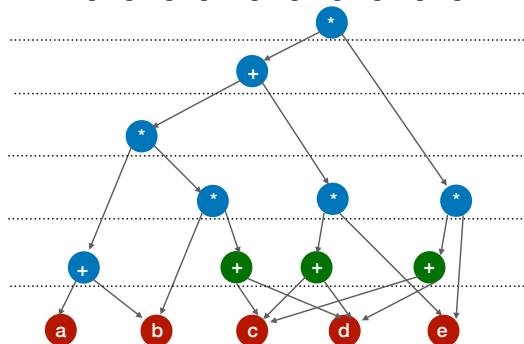 *
+
*
* * *
+ + + +
a b c d e